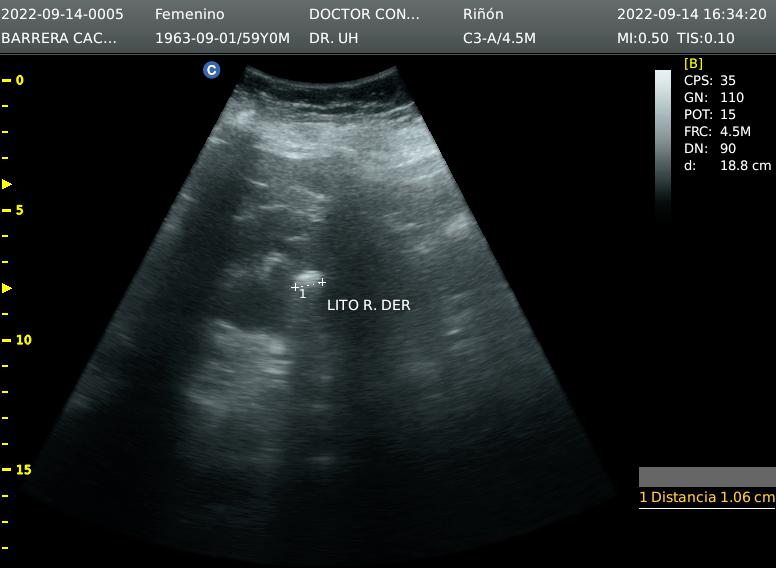 2022-09-14-0005 Femenino DOCTOR CON... Riñón 2022-09-14 16:34:20
BARRERA CAC... 1963-09-01/59Y0M DR. UH C3-A/4.5M MI:0.50 TIS:0.10
C
[B]
CPS: 35
GN: 110
POT: 15
FRC: 4.5M
DN: 90
d: 18.8 cm
0
5
1
LITO R. DER
10
15
1 Distancia 1.06 cm